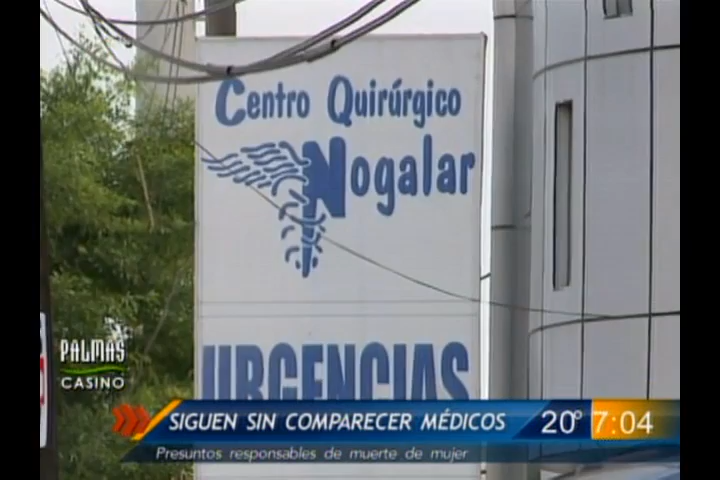 Centro Quirúrgico
Nogalar
URGENCIAS
PALMAS
CASINO
SIGUEN SIN COMPARECER MÉDICOS
20° 7:04
Presuntos responsables de muerte de mujer